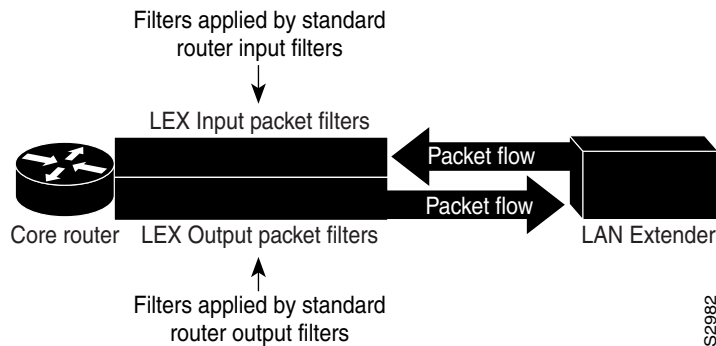 Filters applied by standard
router input filters
LEX Input packet filters
Packet flow
Packet flow
Core router
LEX Output packet filters
LAN Extender
Filters applied by standard
router output filters
S2982